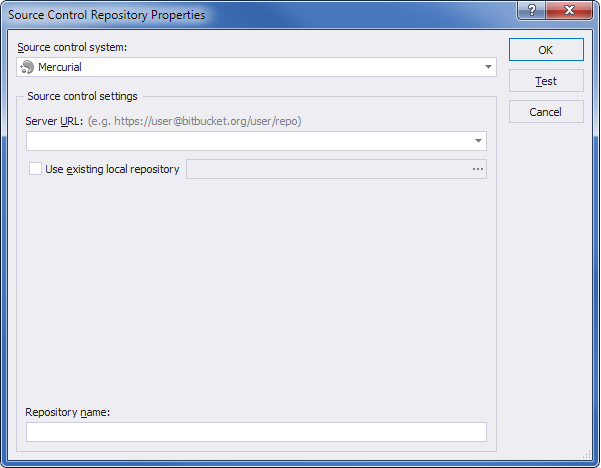 Source Control Repository Properties
?
Source control system:
OK
Mercurial
Test
Source control settings
Cancel
Server URL: (e.g. https://user@bitbucket.org/user/repo)
Use existing local repository ...
Repository name: